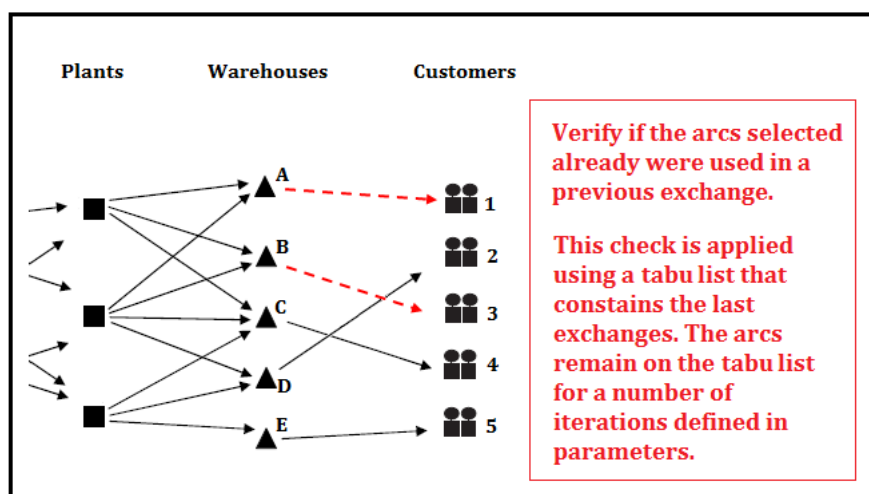 Plants Warehouses Customers
A
1
B
2
C
3
D
4
E
5
Verify if the arcs selected
already were used in a
previous exchange.
This check is applied
using a tabu list that
constains the last
exchanges. The arcs
remain on the tabu list
for a number of
iterations defined in
parameters.